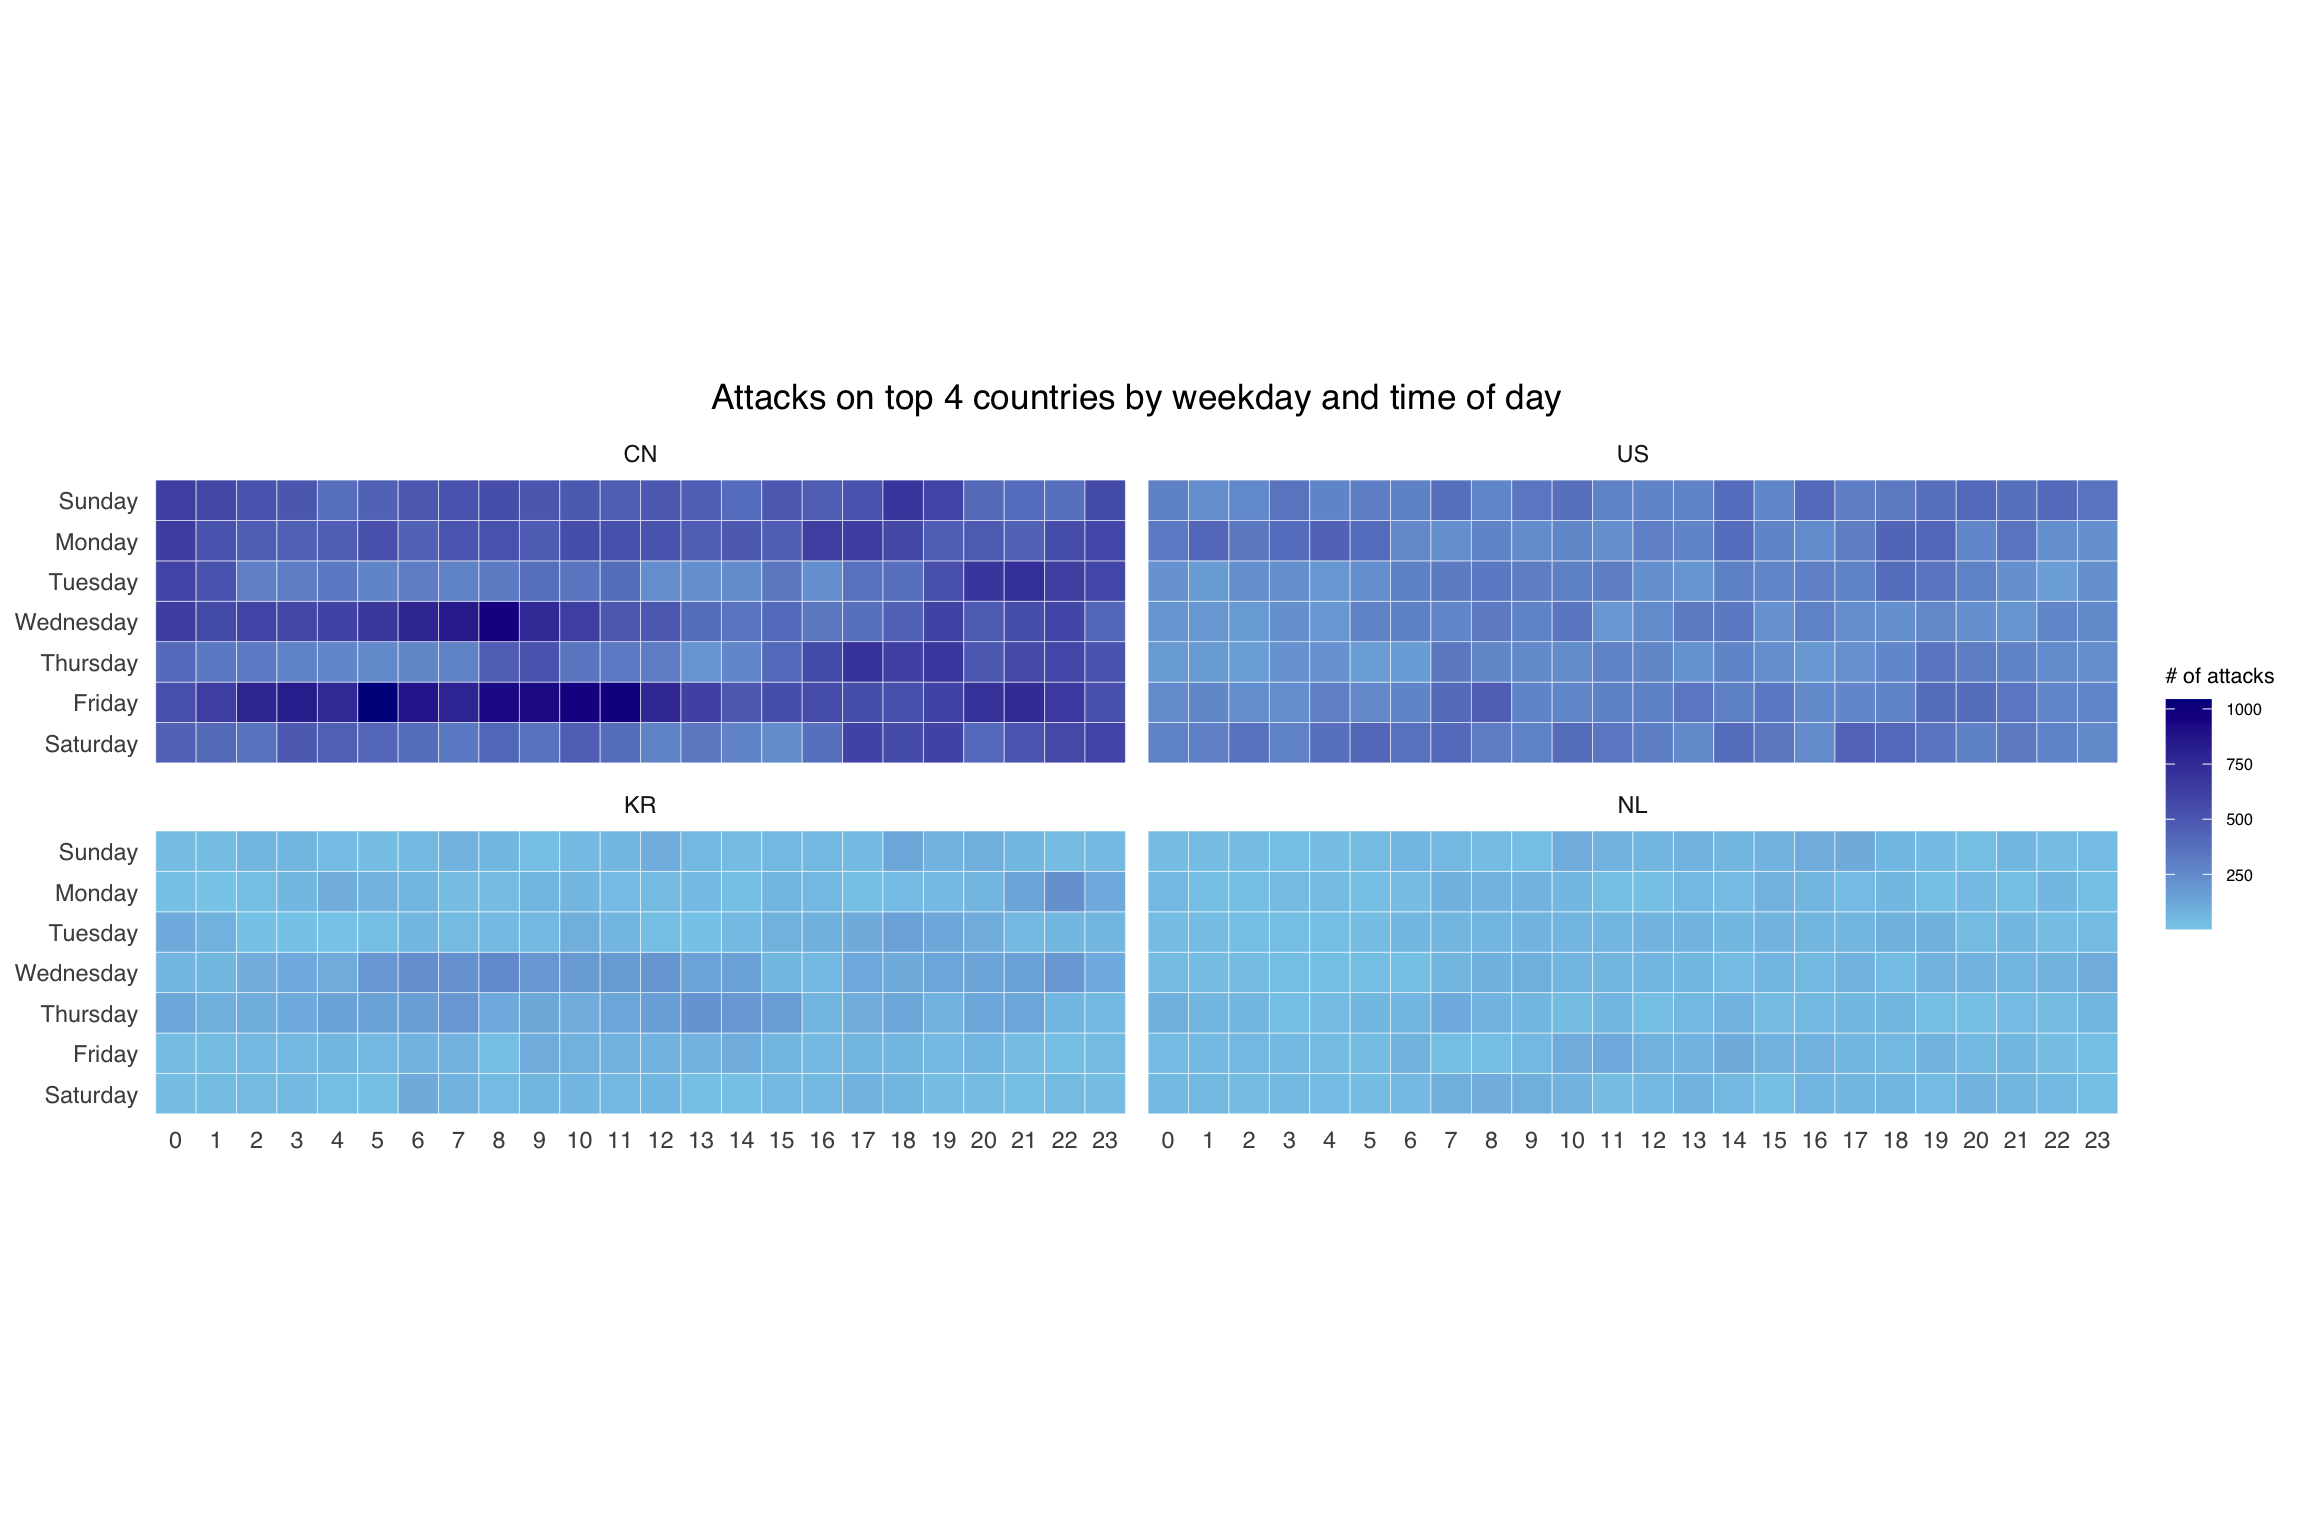 Attacks on top 4 countries by weekday and time of day
CN
US
Sunday
Monday
Tuesday
Wednesday
Thursday
Friday
Saturday
KR
NL
Sunday
Monday
Tuesday
Wednesday
Thursday
Friday
Saturday
0 1 2 3 4 5 6 7 8 9 10 11 12 13 14 15 16 17 18 19 20 21 22 23
0 1 2 3 4 5 6 7 8 9 10 11 12 13 14 15 16 17 18 19 20 21 22 23
# of attacks
1000
750
500
250